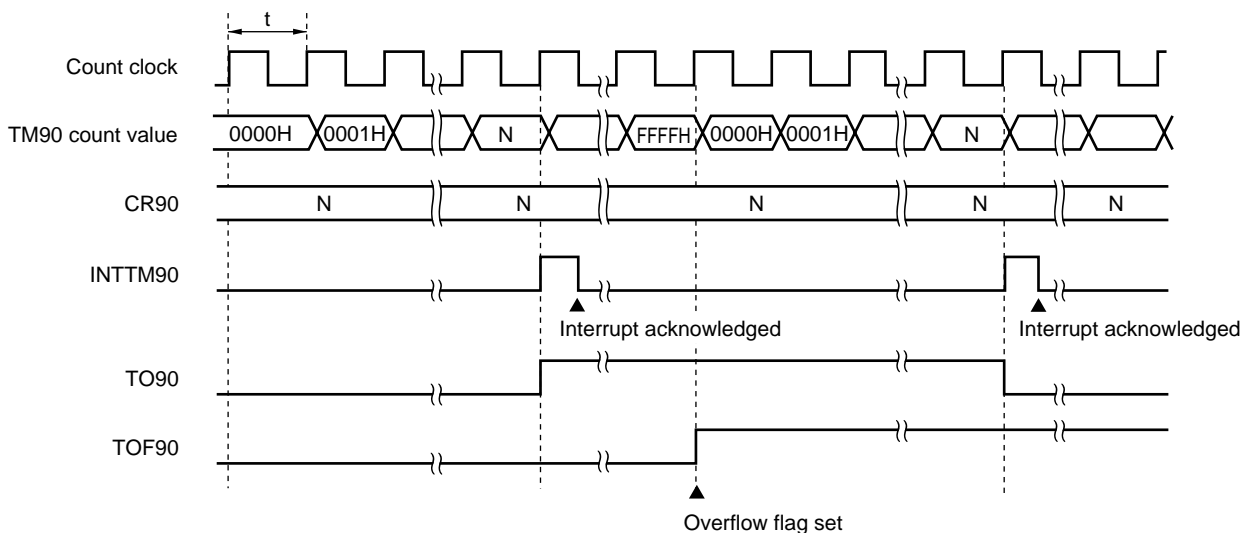 t
Count clock
TM90 count value 0000H 0001H N FFFFH 0000H 0001H N
CR90 N N N N N
INTTM90
Interrupt acknowledged Interrupt acknowledged
TO90
TOF90
Overflow flag set